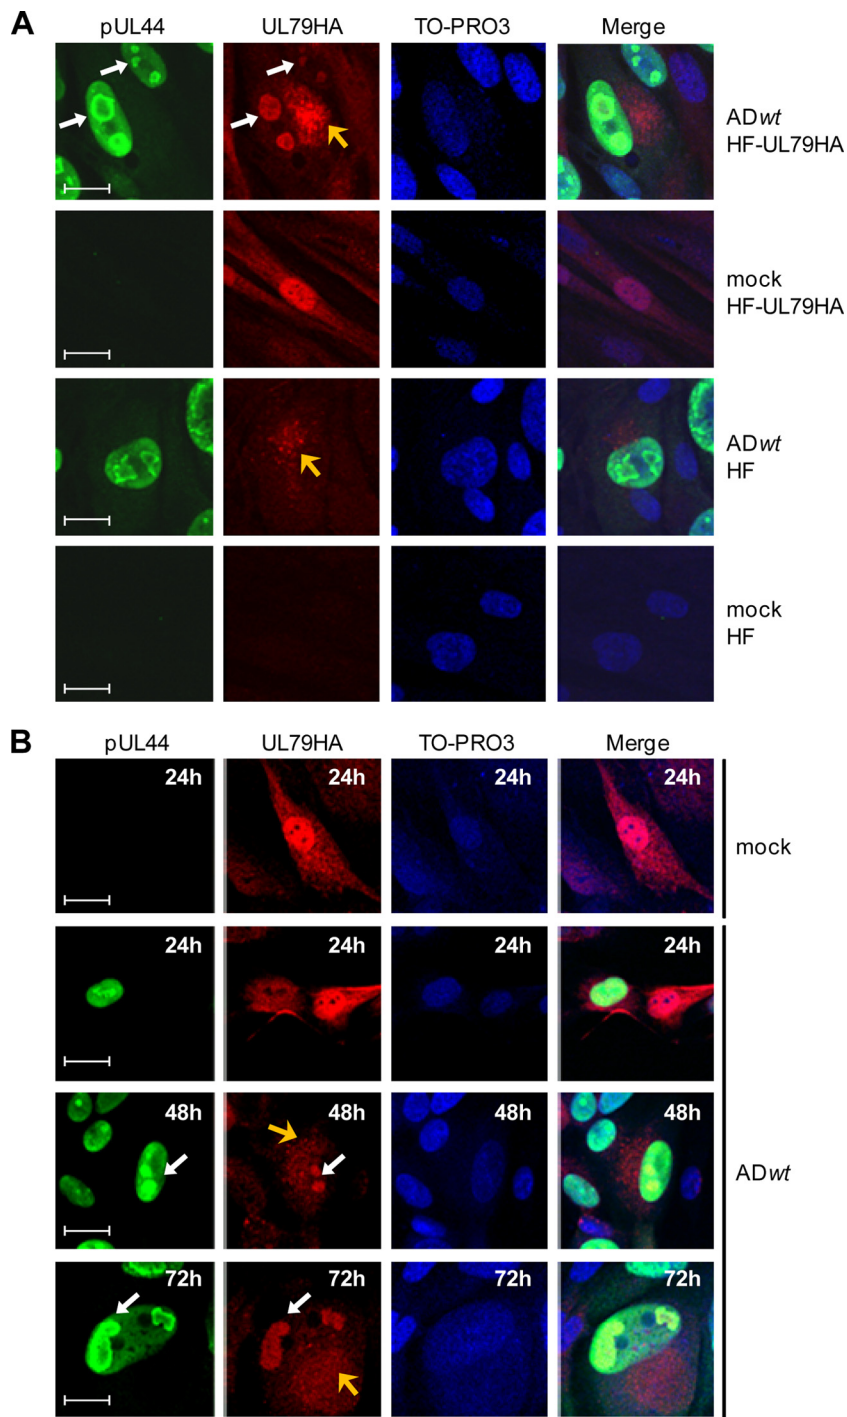 A
pUL44 UL79HA TO-PRO3 Merge
ADwt
HF-UL79HA
mock
HF-UL79HA
ADwt
HF
mock
HF
B
pUL44 UL79HA TO-PRO3 Merge
24h 24h 24h 24h
mock
24h 24h 24h 24h
48h 48h 48h 48h
ADwt
72h 72h 72h 72h